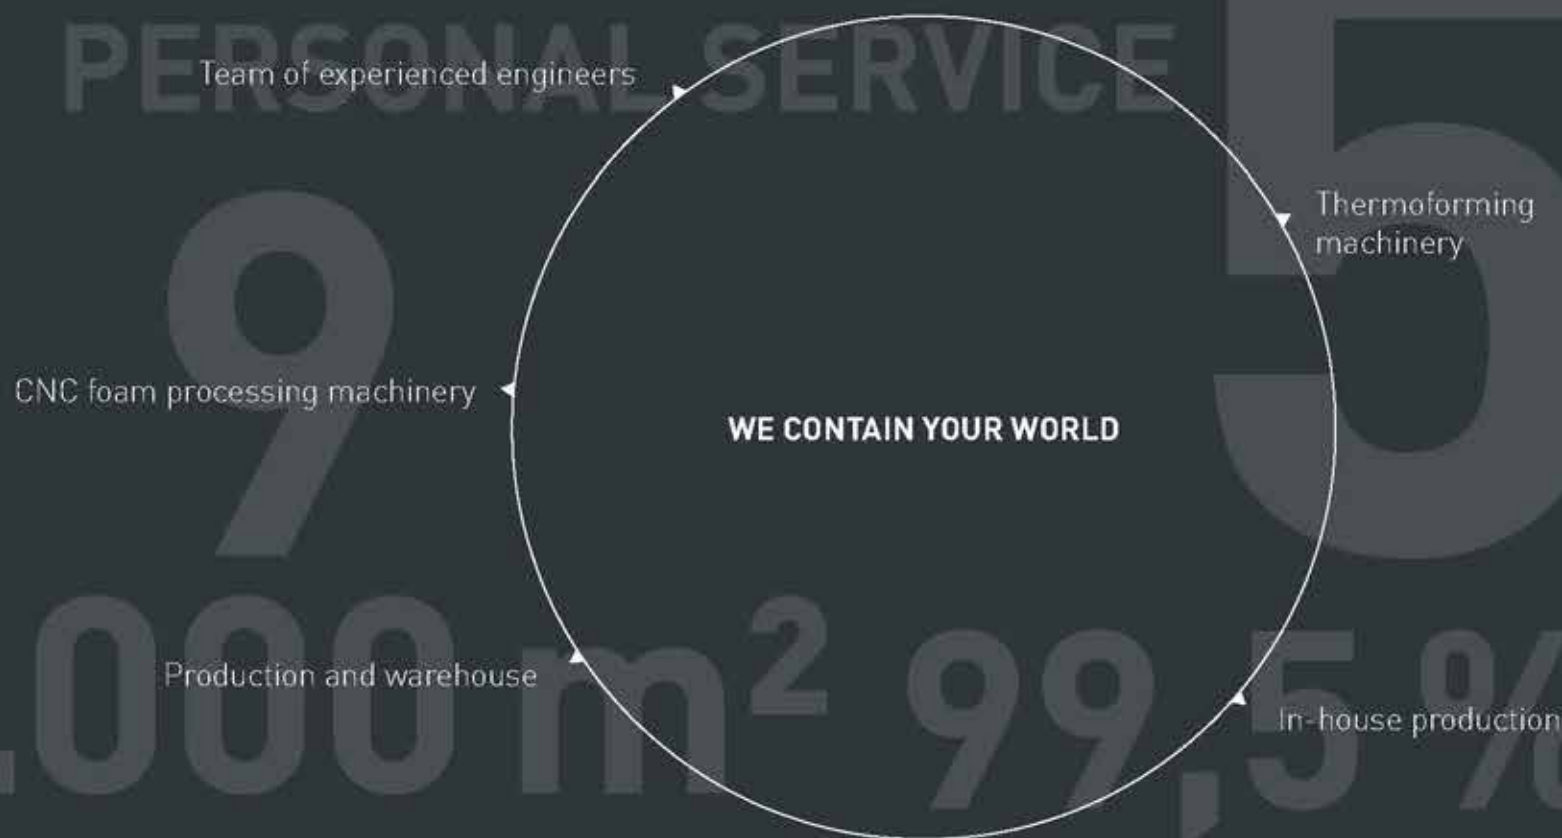 PERSONAL SERVICE
Team of experienced engineers
5
Thermoforming
machinery
9
CNC foam processing machinery
WE CONTAIN YOUR WORLD
.000 m²
Production and warehouse
99,5 %
In-house production